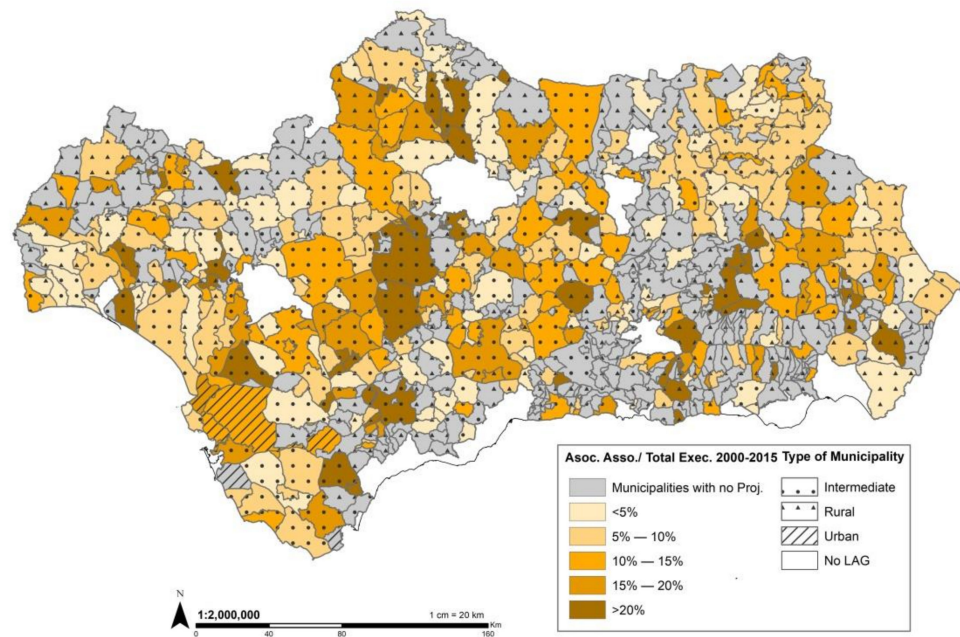 Asoc. Asso./ Total Exec. 2000-2015 Type of Municipality
Municipalities with no Proj.
<5%
5% — 10%
10% — 15%
15% — 20%
>20%
Intermediate
Rural
Urban
No LAG
N
1:2,000,000
1 cm = 20 km
Km
0 40 80 160